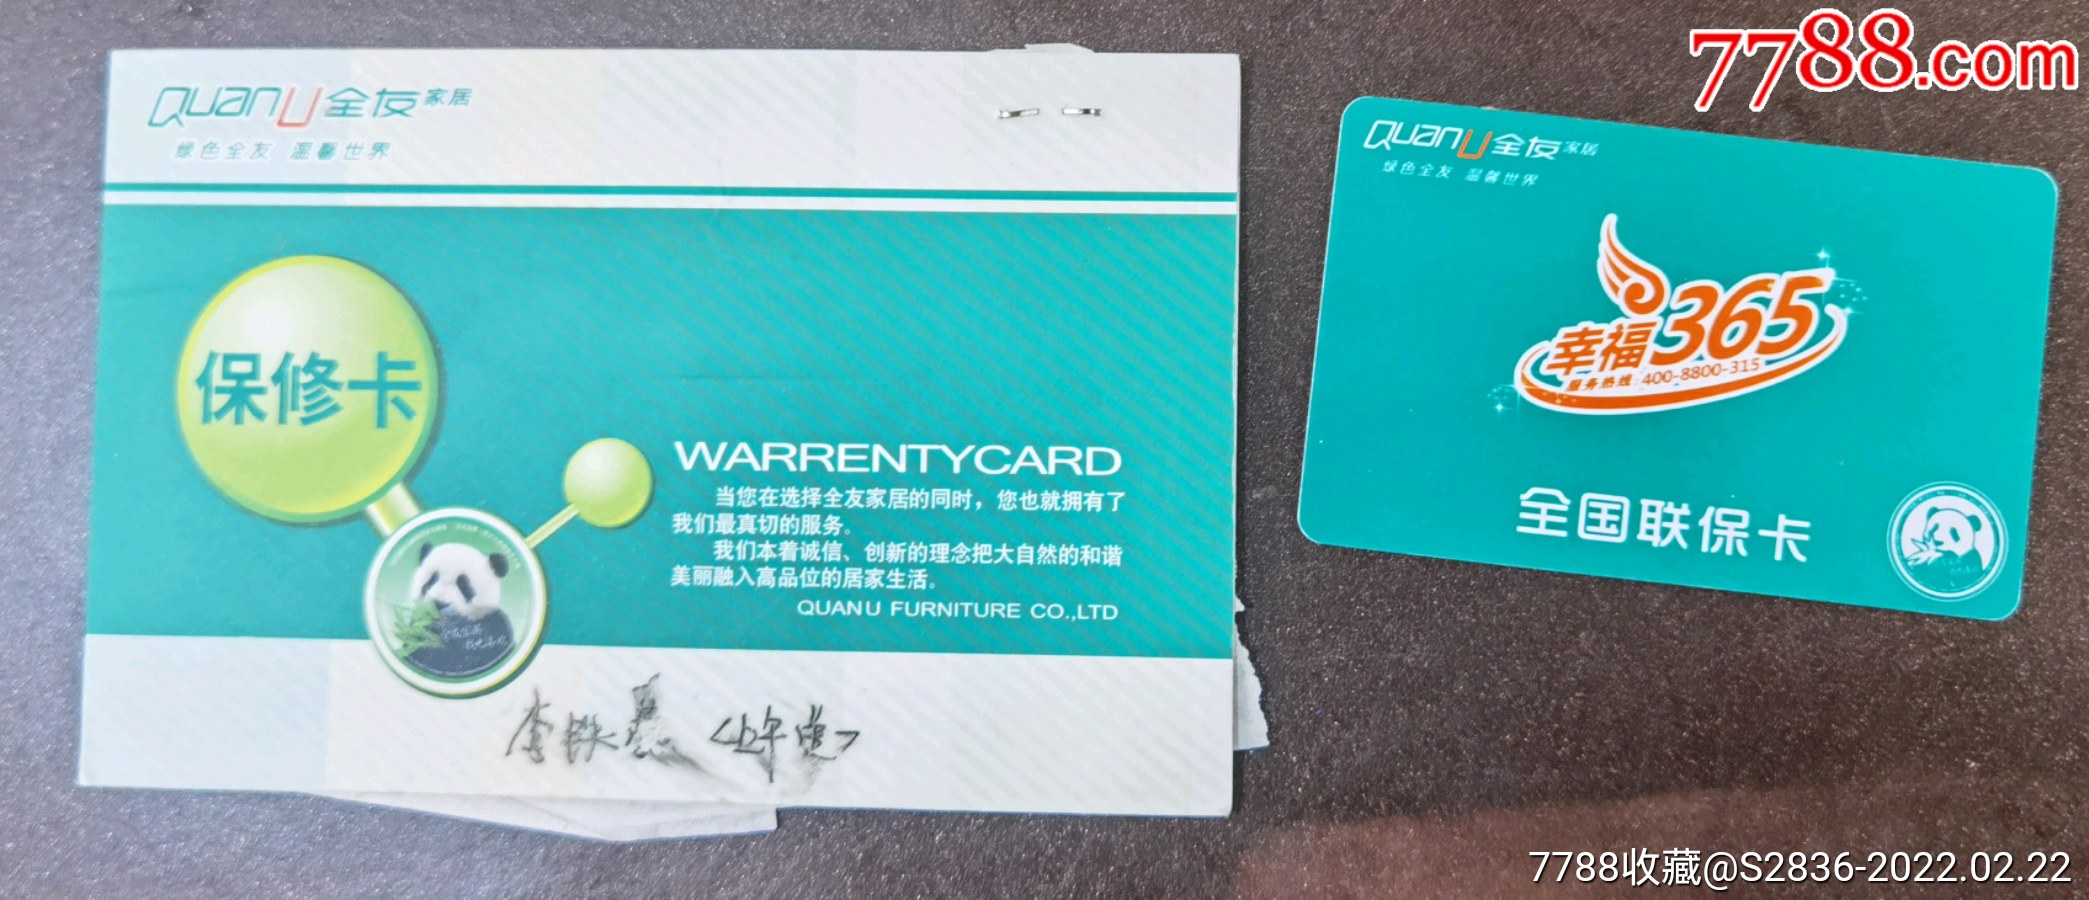 QuanU全友家居
绿色全友 温馨世界
保修卡
WARRENTYCARD
当您在选择全友家居的同时，您也就拥有了
我们最真切的服务。
我们本着诚信、创新的理念把大自然的和谐
美丽融入高品位的居家生活。
QUANU FURNITURE CO.,LTD
7788.com
QuanU全友家居
绿色全友 温馨世界
幸福365
服务热线:400-8800-315
全国联保卡
7788收藏@S2836-2022.02.22